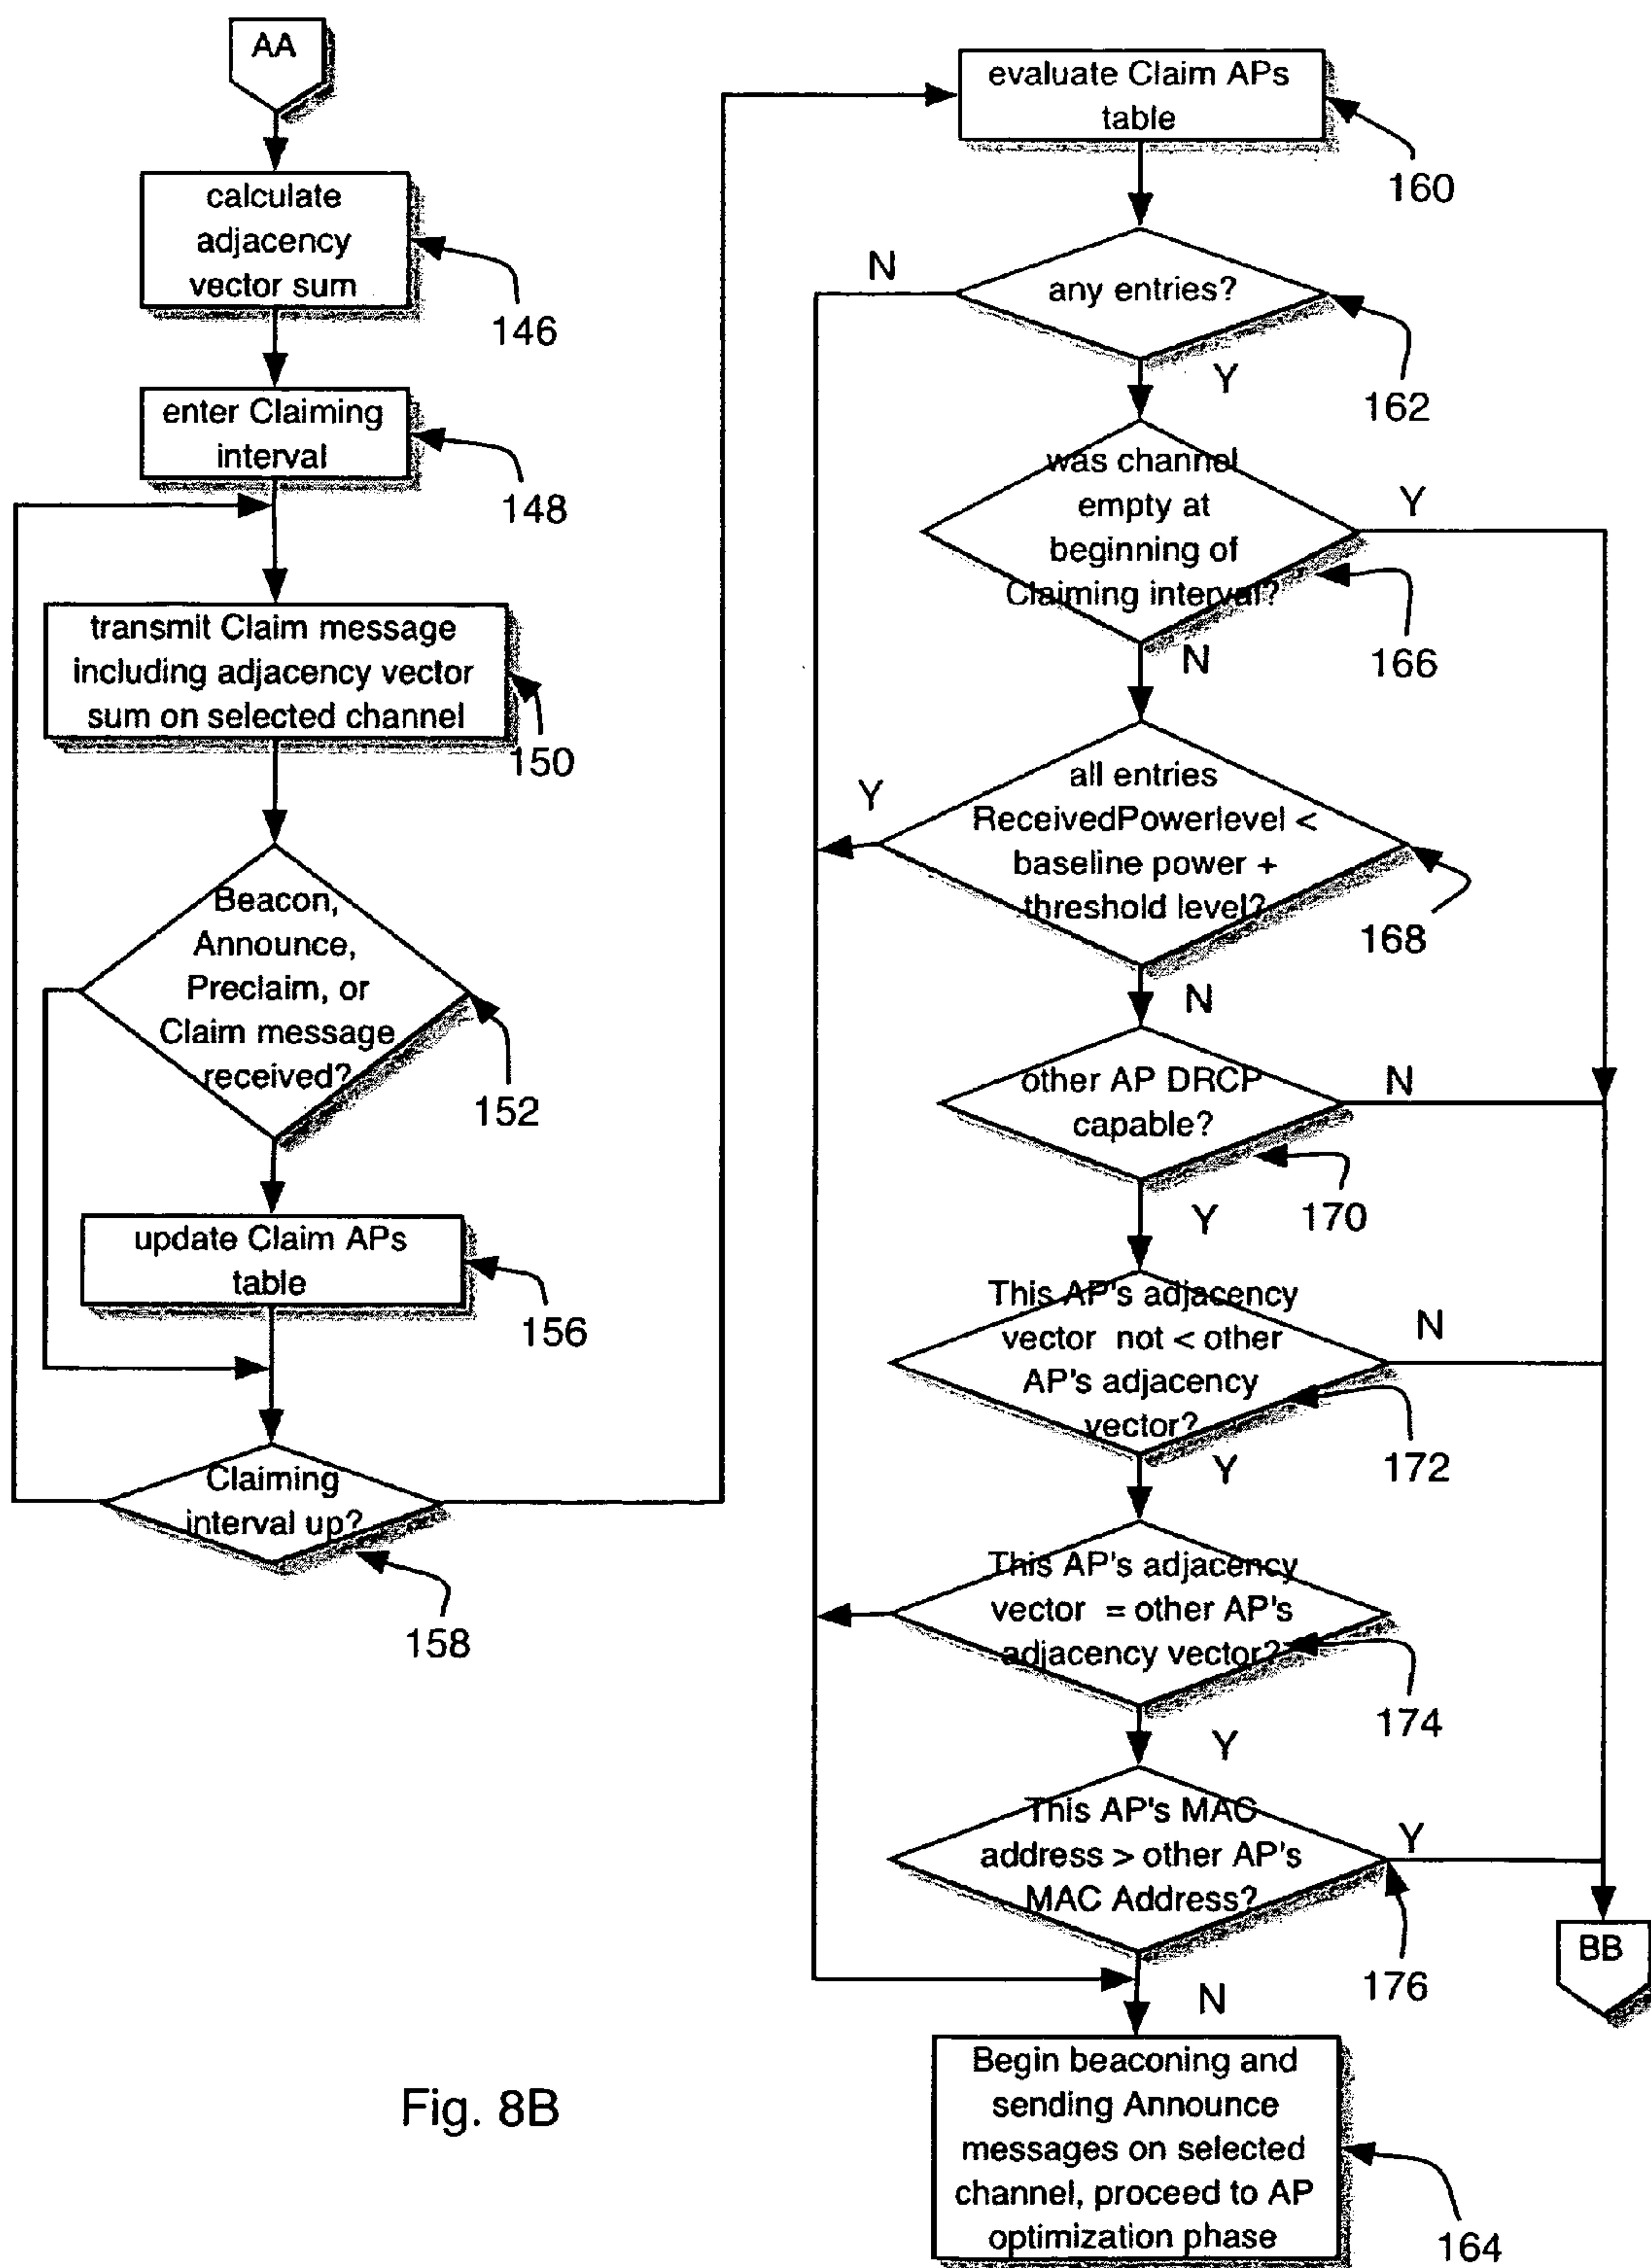 AA
calculate
adjacency
vector sum
146
enter Claiming
interval
148
transmit Claim message
including adjacency vector
sum on selected channel
150
Beacon,
Announce,
Preclaim, or
Claim message
received?
152
update Claim APs
table
156
Claiming
interval up?
158
evaluate Claim APs
table
160
any entries?
N
Y
162
was channel
empty at
beginning of
Claiming interval?
Y
N
166
all entries
ReceivedPowerlevel <
baseline power +
threshold level?
Y
N
168
other AP DRCP
capable?
N
Y
170
This AP's adjacency
vector not < other
AP's adjacency
vector?
N
Y
172
This AP's adjacency
vector = other AP's
adjacency vector?
Y
174
This AP's MAC
address > other AP's
MAC Address?
Y
N
176
BB
Begin beaconing and
sending Announce
messages on selected
channel, proceed to AP
optimization phase
164
Fig. 8B